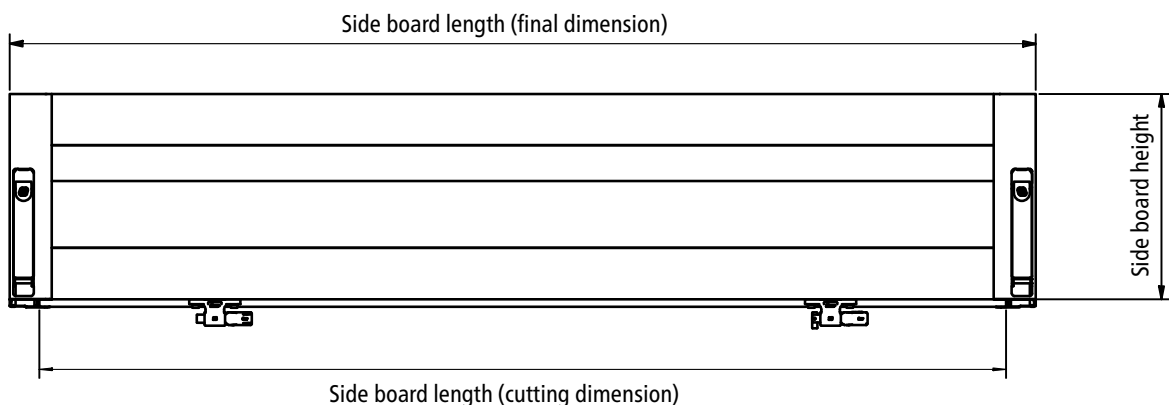 Side board length (final dimension)
Side board height
Side board length (cutting dimension)